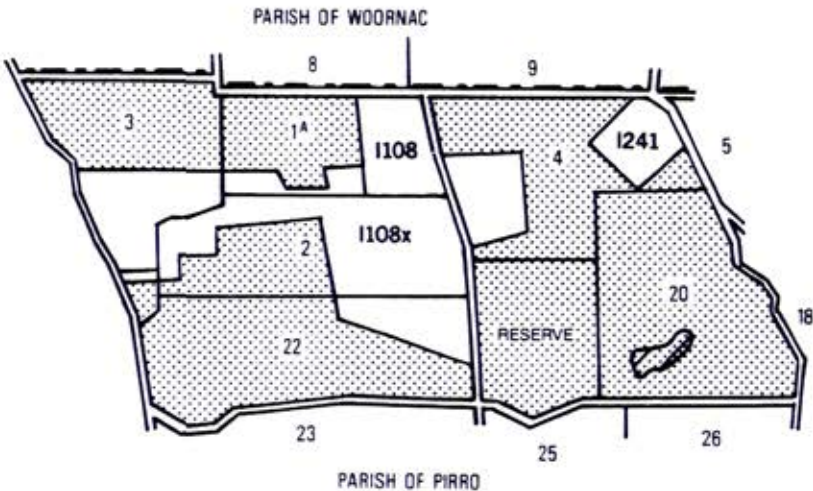 PARISH OF WOORNAC
8
9
3
1A
1108
4
1241
5
2
1108x
20
18
RESERVE
22
23
25
26
PARISH OF PIRRO